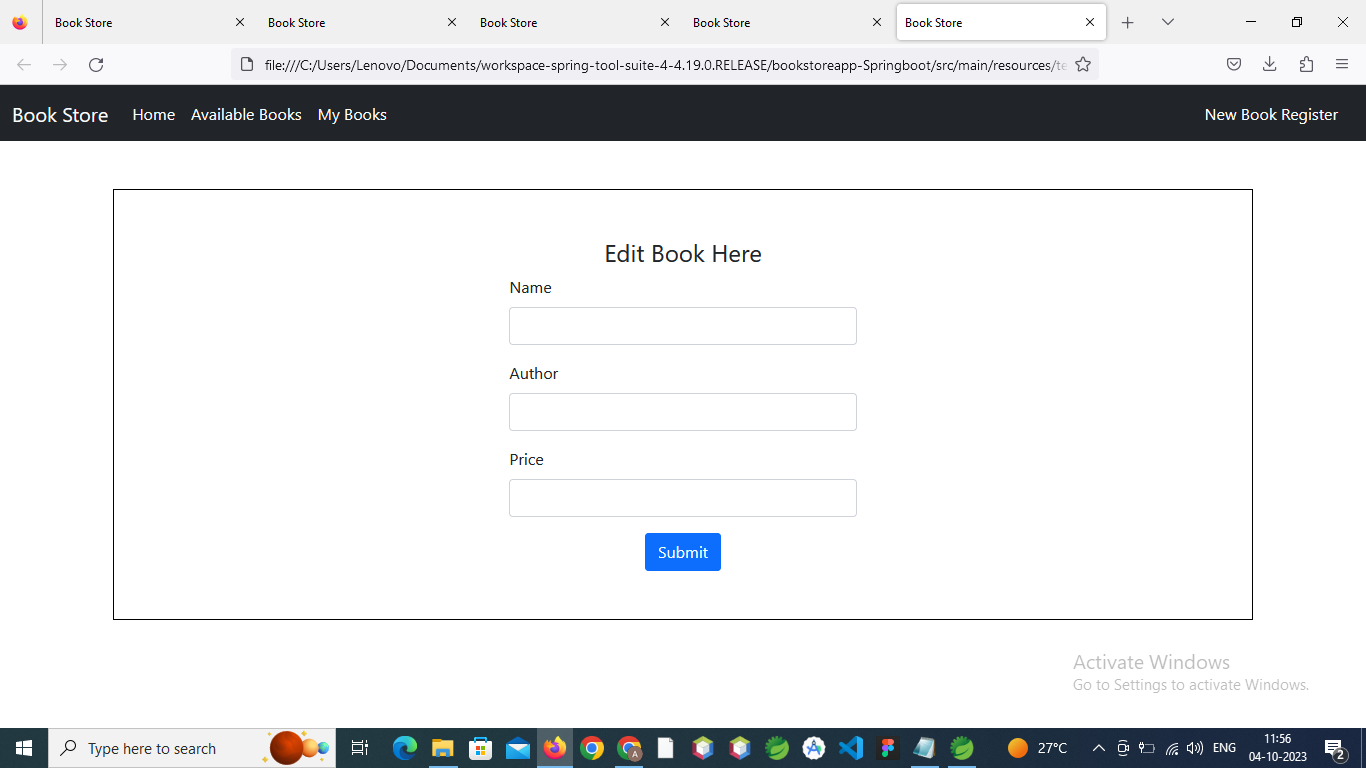 Book Store
Book Store
Book Store
Book Store
Book Store
file:///C:/Users/Lenovo/Documents/workspace-spring-tool-suite-4-4.19.0.RELEASE/bookstoreapp-Springboot/src/main/resources/te
Book Store Home Available Books My Books New Book Register
Edit Book Here
Name
Author
Price
Submit
Activate Windows
Go to Settings to activate Windows.
Type here to search
27°C
ENG
11:56
04-10-2023
2